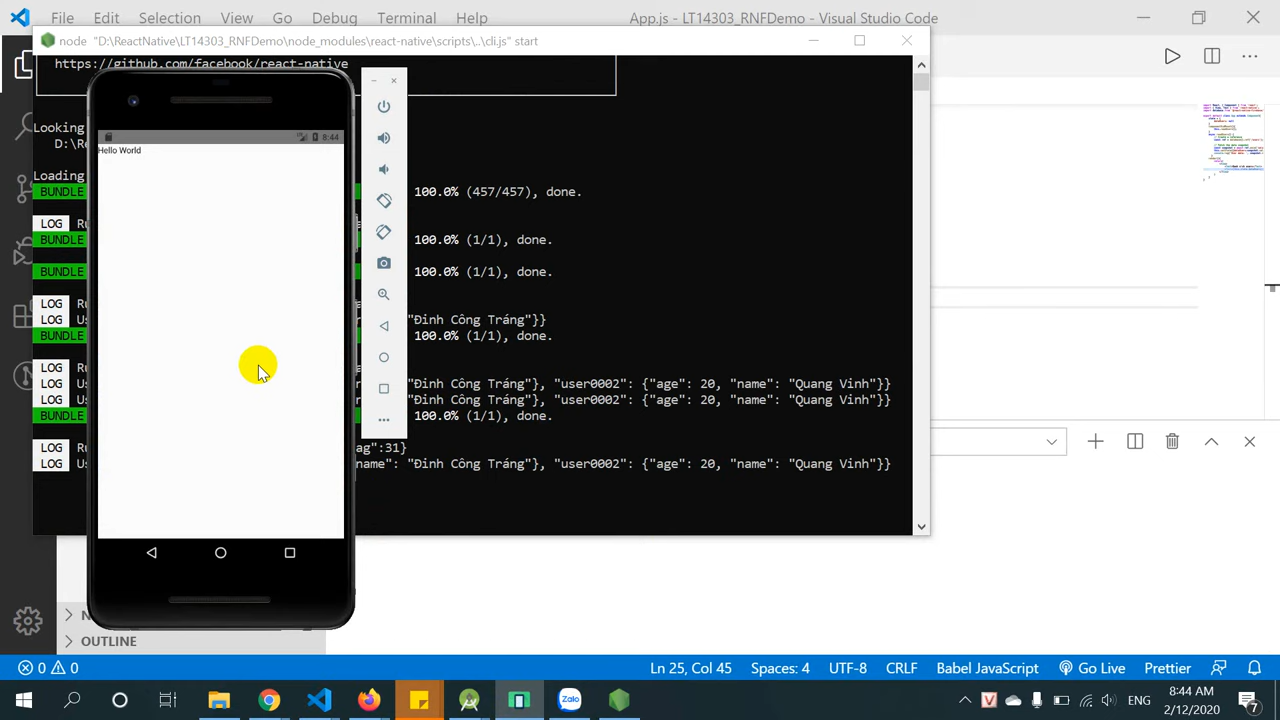 File Edit Selection View Go Debug Terminal Help App.js - LT14303_RNFDemo - Visual Studio Code
node "D:\ReactNative\LT14303_RNFDemo\node_modules\react-native\scripts\..\cli.js" start
https://github.com/facebook/react-native
8:44
Hello World
Looking
D:\Re
Loading
BUNDLE 100.0% (457/457), done.
LOG Ru
BUNDLE 100.0% (1/1), done.
BUNDLE 100.0% (1/1), done.
LOG Ru
LOG Us "Đinh Công Tráng"}}
BUNDLE 100.0% (1/1), done.
LOG Ru
LOG Us "Đinh Công Tráng"}, "user0002": {"age": 20, "name": "Quang Vinh"}}
LOG Us "Đinh Công Tráng"}, "user0002": {"age": 20, "name": "Quang Vinh"}}
BUNDLE 100.0% (1/1), done.
LOG Ru ag":31}
LOG Us name": "Đinh Công Tráng"}, "user0002": {"age": 20, "name": "Quang Vinh"}}
N
OUTLINE
0 0 Ln 25, Col 45 Spaces: 4 UTF-8 CRLF Babel JavaScript Go Live Prettier
Zalo ENG 8:44 AM
2/12/2020 7